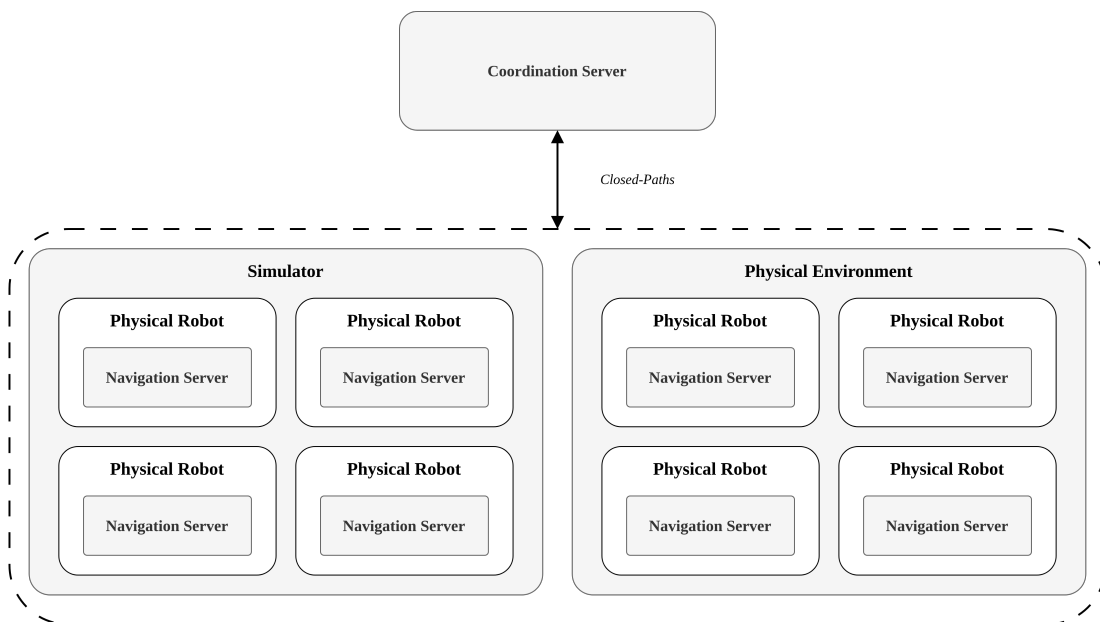 Coordination Server
Closed-Paths
Simulator
Physical Robot
Navigation Server
Physical Robot
Navigation Server
Physical Robot
Navigation Server
Physical Robot
Navigation Server
Physical Environment
Physical Robot
Navigation Server
Physical Robot
Navigation Server
Physical Robot
Navigation Server
Physical Robot
Navigation Server